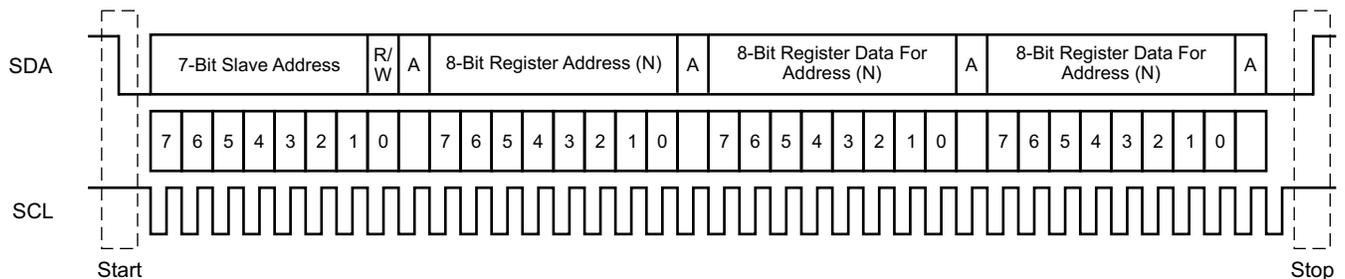 SDA
7-Bit Slave Address
R/
W
A
8-Bit Register Address (N)
A
8-Bit Register Data For
Address (N)
A
8-Bit Register Data For
Address (N)
A
7 6 5 4 3 2 1 0 7 6 5 4 3 2 1 0 7 6 5 4 3 2 1 0 7 6 5 4 3 2 1 0
SCL
Start
Stop